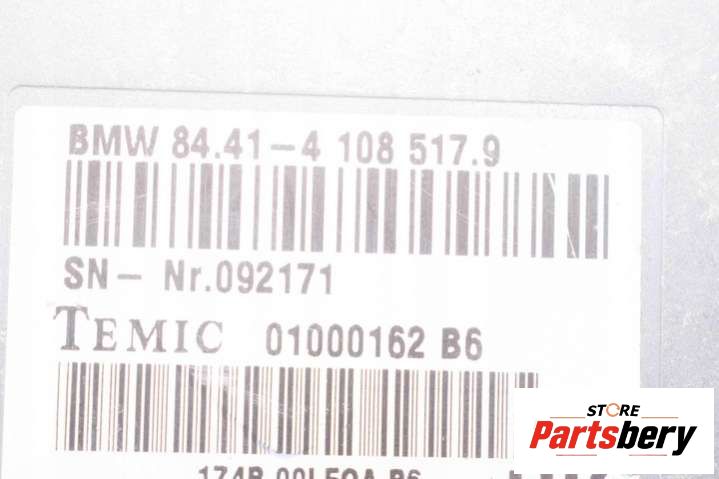 BMW 84.41-4 108 517.9
SN- Nr.092171
TEMIC 01000162 B6
STORE
Partsbery